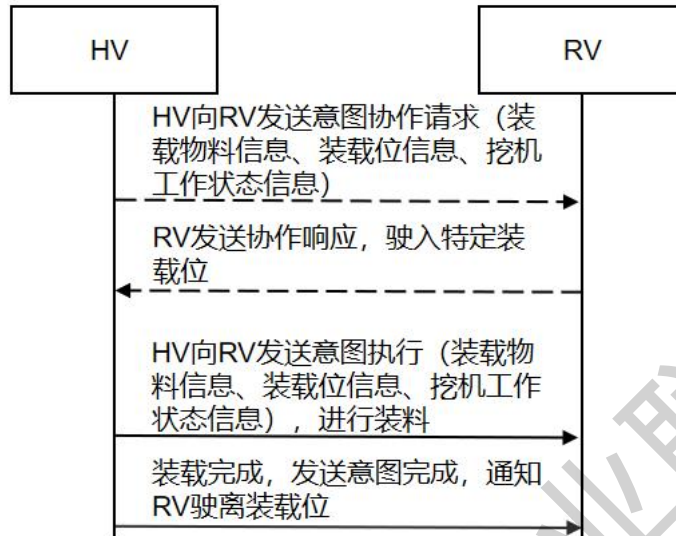 HV
RV
HV向RV发送意图协作请求（装
载物料信息、装载位信息、挖机
工作状态信息）
RV发送协作响应，驶入特定装
载位
HV向RV发送意图执行（装载物
料信息、装载位信息、挖机工作
状态信息），进行装料
装载完成，发送意图完成，通知
RV驶离装载位